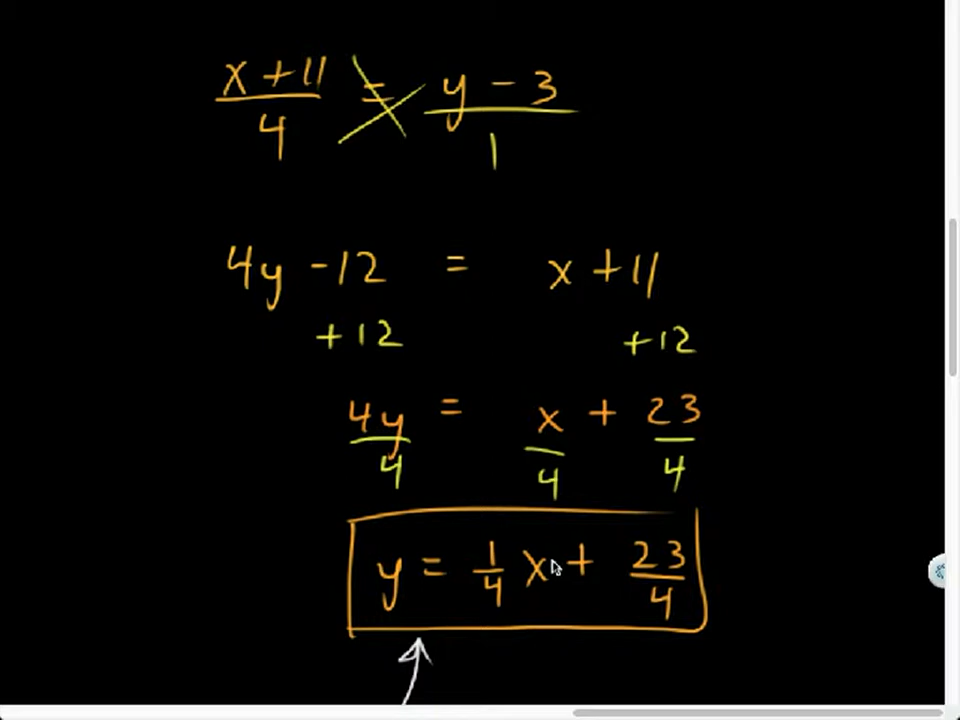 x + 11 / 4 = y - 3 / 1
4y - 12 = x + 11
+ 12 + 12
4y / 4 = x / 4 + 23 / 4
y = 1/4 x + 23/4